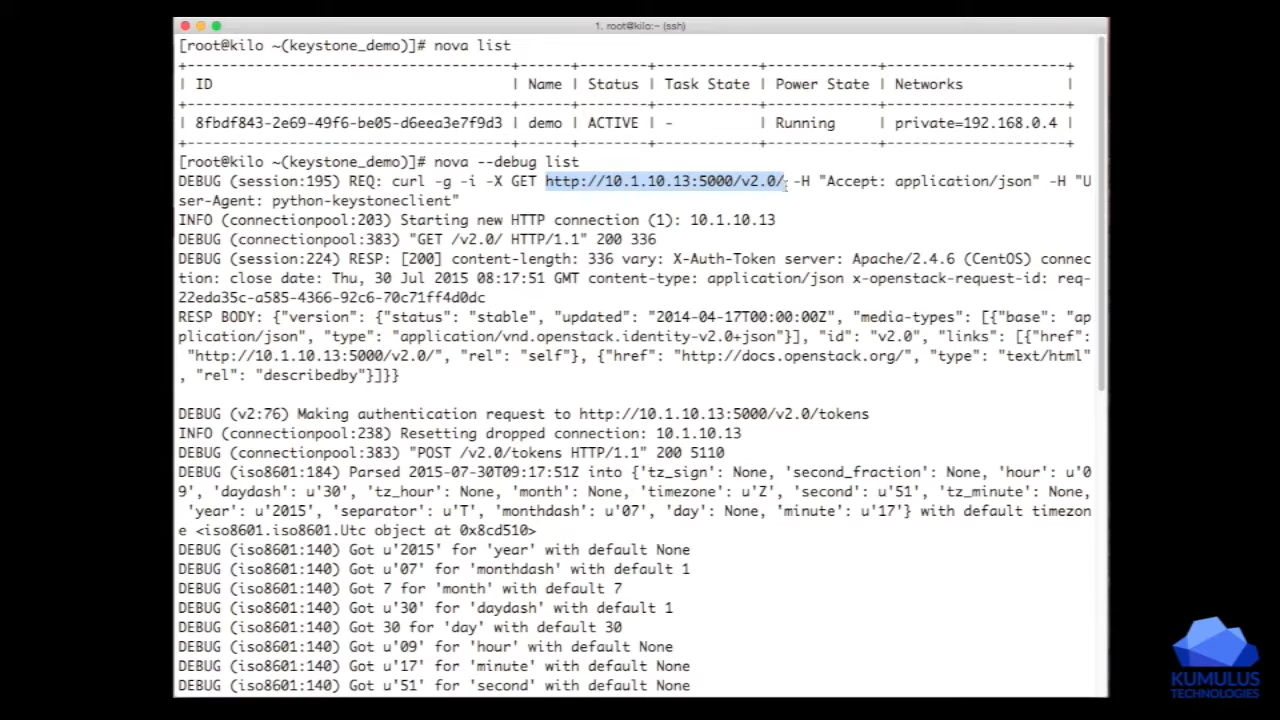 1. root@kilo:~ (ssh)
[root@kilo ~(keystone_demo)]# nova list
+--------------------------------------+------+--------+------------+-------------+---------------------+
| ID | Name | Status | Task State | Power State | Networks |
+--------------------------------------+------+--------+------------+-------------+---------------------+
| 8fbdf843-2e69-49f6-be05-d6eea3e7f9d3 | demo | ACTIVE | - | Running | private=192.168.0.4 |
+--------------------------------------+------+--------+------------+-------------+---------------------+
[root@kilo ~(keystone_demo)]# nova --debug list
DEBUG (session:195) REQ: curl -g -i -X GET http://10.1.10.13:5000/v2.0/ -H "Accept: application/json" -H "U
ser-Agent: python-keystoneclient"
INFO (connectionpool:203) Starting new HTTP connection (1): 10.1.10.13
DEBUG (connectionpool:383) "GET /v2.0/ HTTP/1.1" 200 336
DEBUG (session:224) RESP: [200] content-length: 336 vary: X-Auth-Token server: Apache/2.4.6 (CentOS) connec
tion: close date: Thu, 30 Jul 2015 08:17:51 GMT content-type: application/json x-openstack-request-id: req-
22eda35c-a585-4366-92c6-70c71ff4d0dc
RESP BODY: {"version": {"status": "stable", "updated": "2014-04-17T00:00:00Z", "media-types": [{"base": "ap
plication/json", "type": "application/vnd.openstack.identity-v2.0+json"}], "id": "v2.0", "links": [{"href":
"http://10.1.10.13:5000/v2.0/", "rel": "self"}, {"href": "http://docs.openstack.org/", "type": "text/html"
, "rel": "describedby"}]}}
DEBUG (v2:76) Making authentication request to http://10.1.10.13:5000/v2.0/tokens
INFO (connectionpool:238) Resetting dropped connection: 10.1.10.13
DEBUG (connectionpool:383) "POST /v2.0/tokens HTTP/1.1" 200 5110
DEBUG (iso8601:184) Parsed 2015-07-30T09:17:51Z into {'tz_sign': None, 'second_fraction': None, 'hour': u'0
9', 'daydash': u'30', 'tz_hour': None, 'month': None, 'timezone': u'Z', 'second': u'51', 'tz_minute': None,
'year': u'2015', 'separator': u'T', 'monthdash': u'07', 'day': None, 'minute': u'17'} with default timezon
e <iso8601.iso8601.Utc object at 0x8cd510>
DEBUG (iso8601:140) Got u'2015' for 'year' with default None
DEBUG (iso8601:140) Got u'07' for 'monthdash' with default 1
DEBUG (iso8601:140) Got 7 for 'month' with default 7
DEBUG (iso8601:140) Got u'30' for 'daydash' with default 1
DEBUG (iso8601:140) Got 30 for 'day' with default 30
DEBUG (iso8601:140) Got u'09' for 'hour' with default None
DEBUG (iso8601:140) Got u'17' for 'minute' with default None
DEBUG (iso8601:140) Got u'51' for 'second' with default None
KUMULUS
TECHNOLOGIES